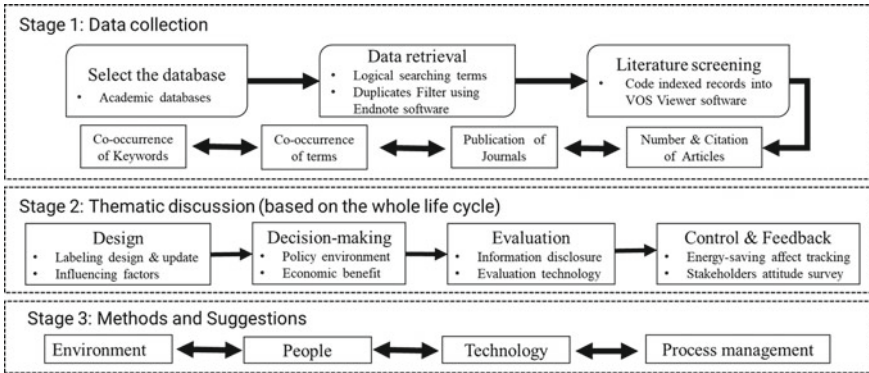 Stage 1: Data collection
Select the database
• Academic databases
Data retrieval
• Logical searching terms
• Duplicates Filter using
Endnote software
Literature screening
• Code indexed records into
VOS Viewer software
Co-occurrence
of Keywords
Co-occurrence
of terms
Publication of
Journals
Number & Citation
of Articles
Stage 2: Thematic discussion (based on the whole life cycle)
Design
• Labeling design & update
• Influencing factors
Decision-making
• Policy environment
• Economic benefit
Evaluation
• Information disclosure
• Evaluation technology
Control & Feedback
• Energy-saving affect tracking
• Stakeholders attitude survey
Stage 3: Methods and Suggestions
Environment
People
Technology
Process management